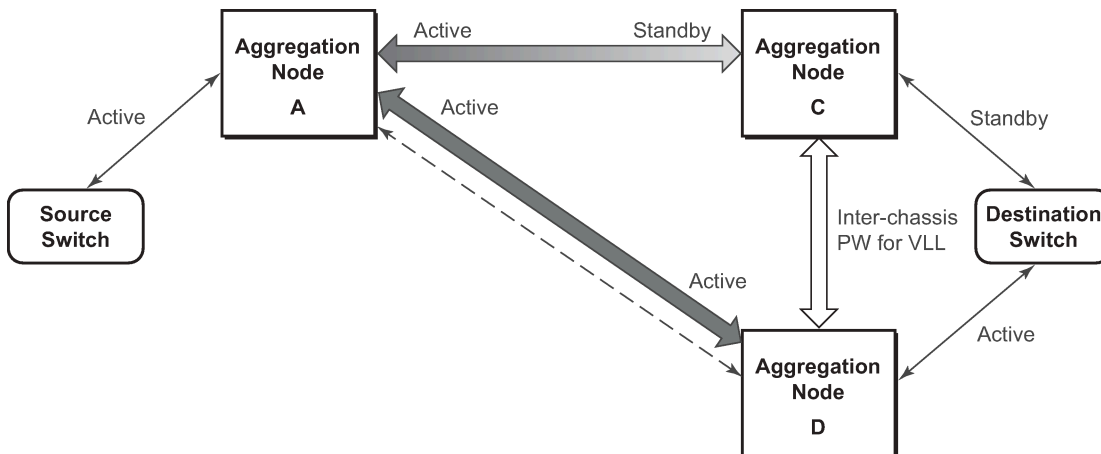 Aggregation
Node
A
Active
Standby
Aggregation
Node
C
Active
Active
Standby
Source
Switch
Inter-chassis
PW for VLL
Destination
Switch
Active
Active
Aggregation
Node
D